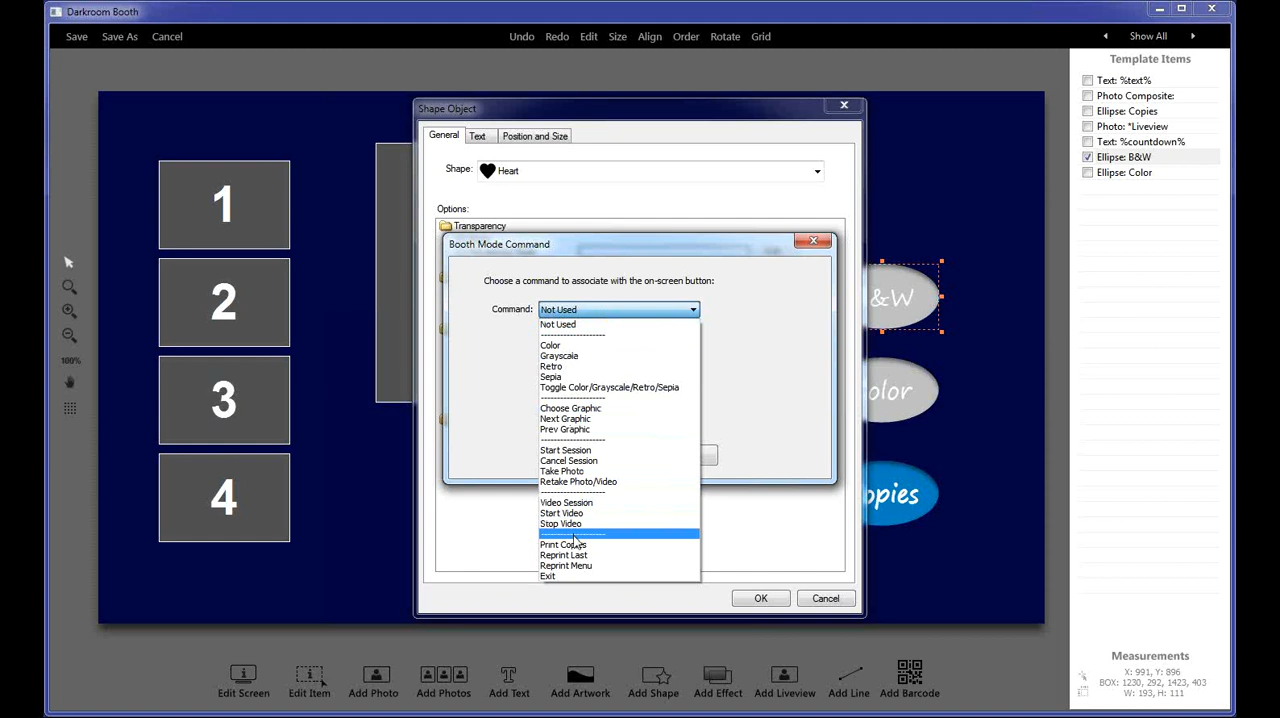 Darkroom Booth
Save Save As Cancel Undo Redo Edit Size Align Order Rotate Grid Show All
Template Items
Text: %text%
Photo Composite:
Ellipse: Copies
Photo: *Liveview
Text: %countdown%
Ellipse: B&W
Ellipse: Color
Shape Object
General Text Position and Size
Shape: Heart
Options:
Transparency
Booth Mode Command
Choose a command to associate with the on-screen button:
Command: Not Used
Not Used
--------------------
Color
Grayscale
Retro
Sepia
Toggle Color/Grayscale/Retro/Sepia
--------------------
Choose Graphic
Next Graphic
Prev Graphic
--------------------
Start Session
Cancel Session
Take Photo
Retake Photo/Video
--------------------
Video Session
Start Video
Stop Video
--------------------
Print Copies
Reprint Last
Reprint Menu
Exit
OK Cancel
1
2
3
4
&W
olor
opies
100%
Edit Screen Edit Item Add Photo Add Photos Add Text Add Artwork Add Shape Add Effect Add Liveview Add Line Add Barcode
Measurements
X: 991, Y: 896
BOX: 1230, 292, 1423, 403
W: 193, H: 111